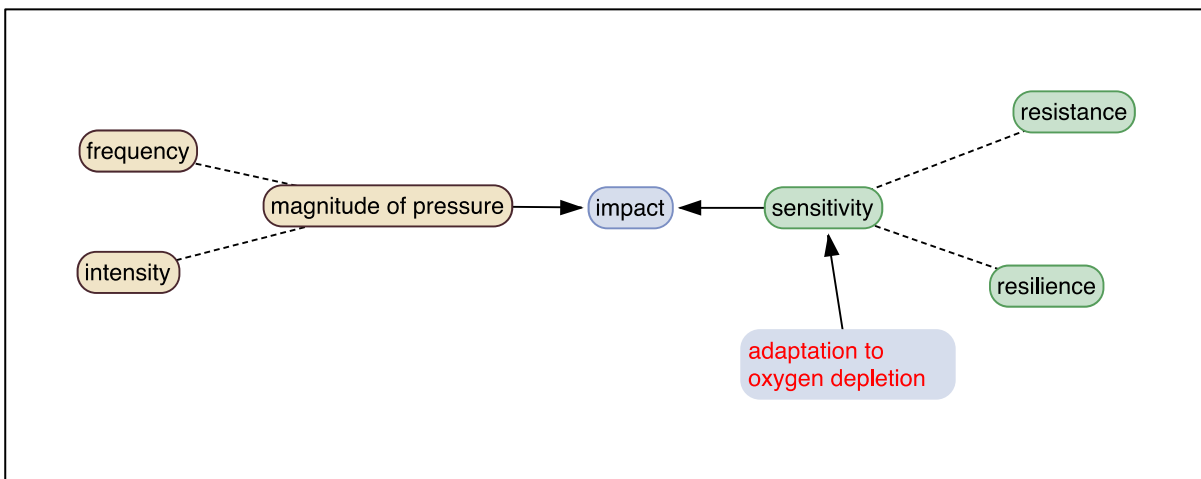 resistance
frequency
magnitude of pressure
impact
sensitivity
intensity
resilience
adaptation to
oxygen depletion